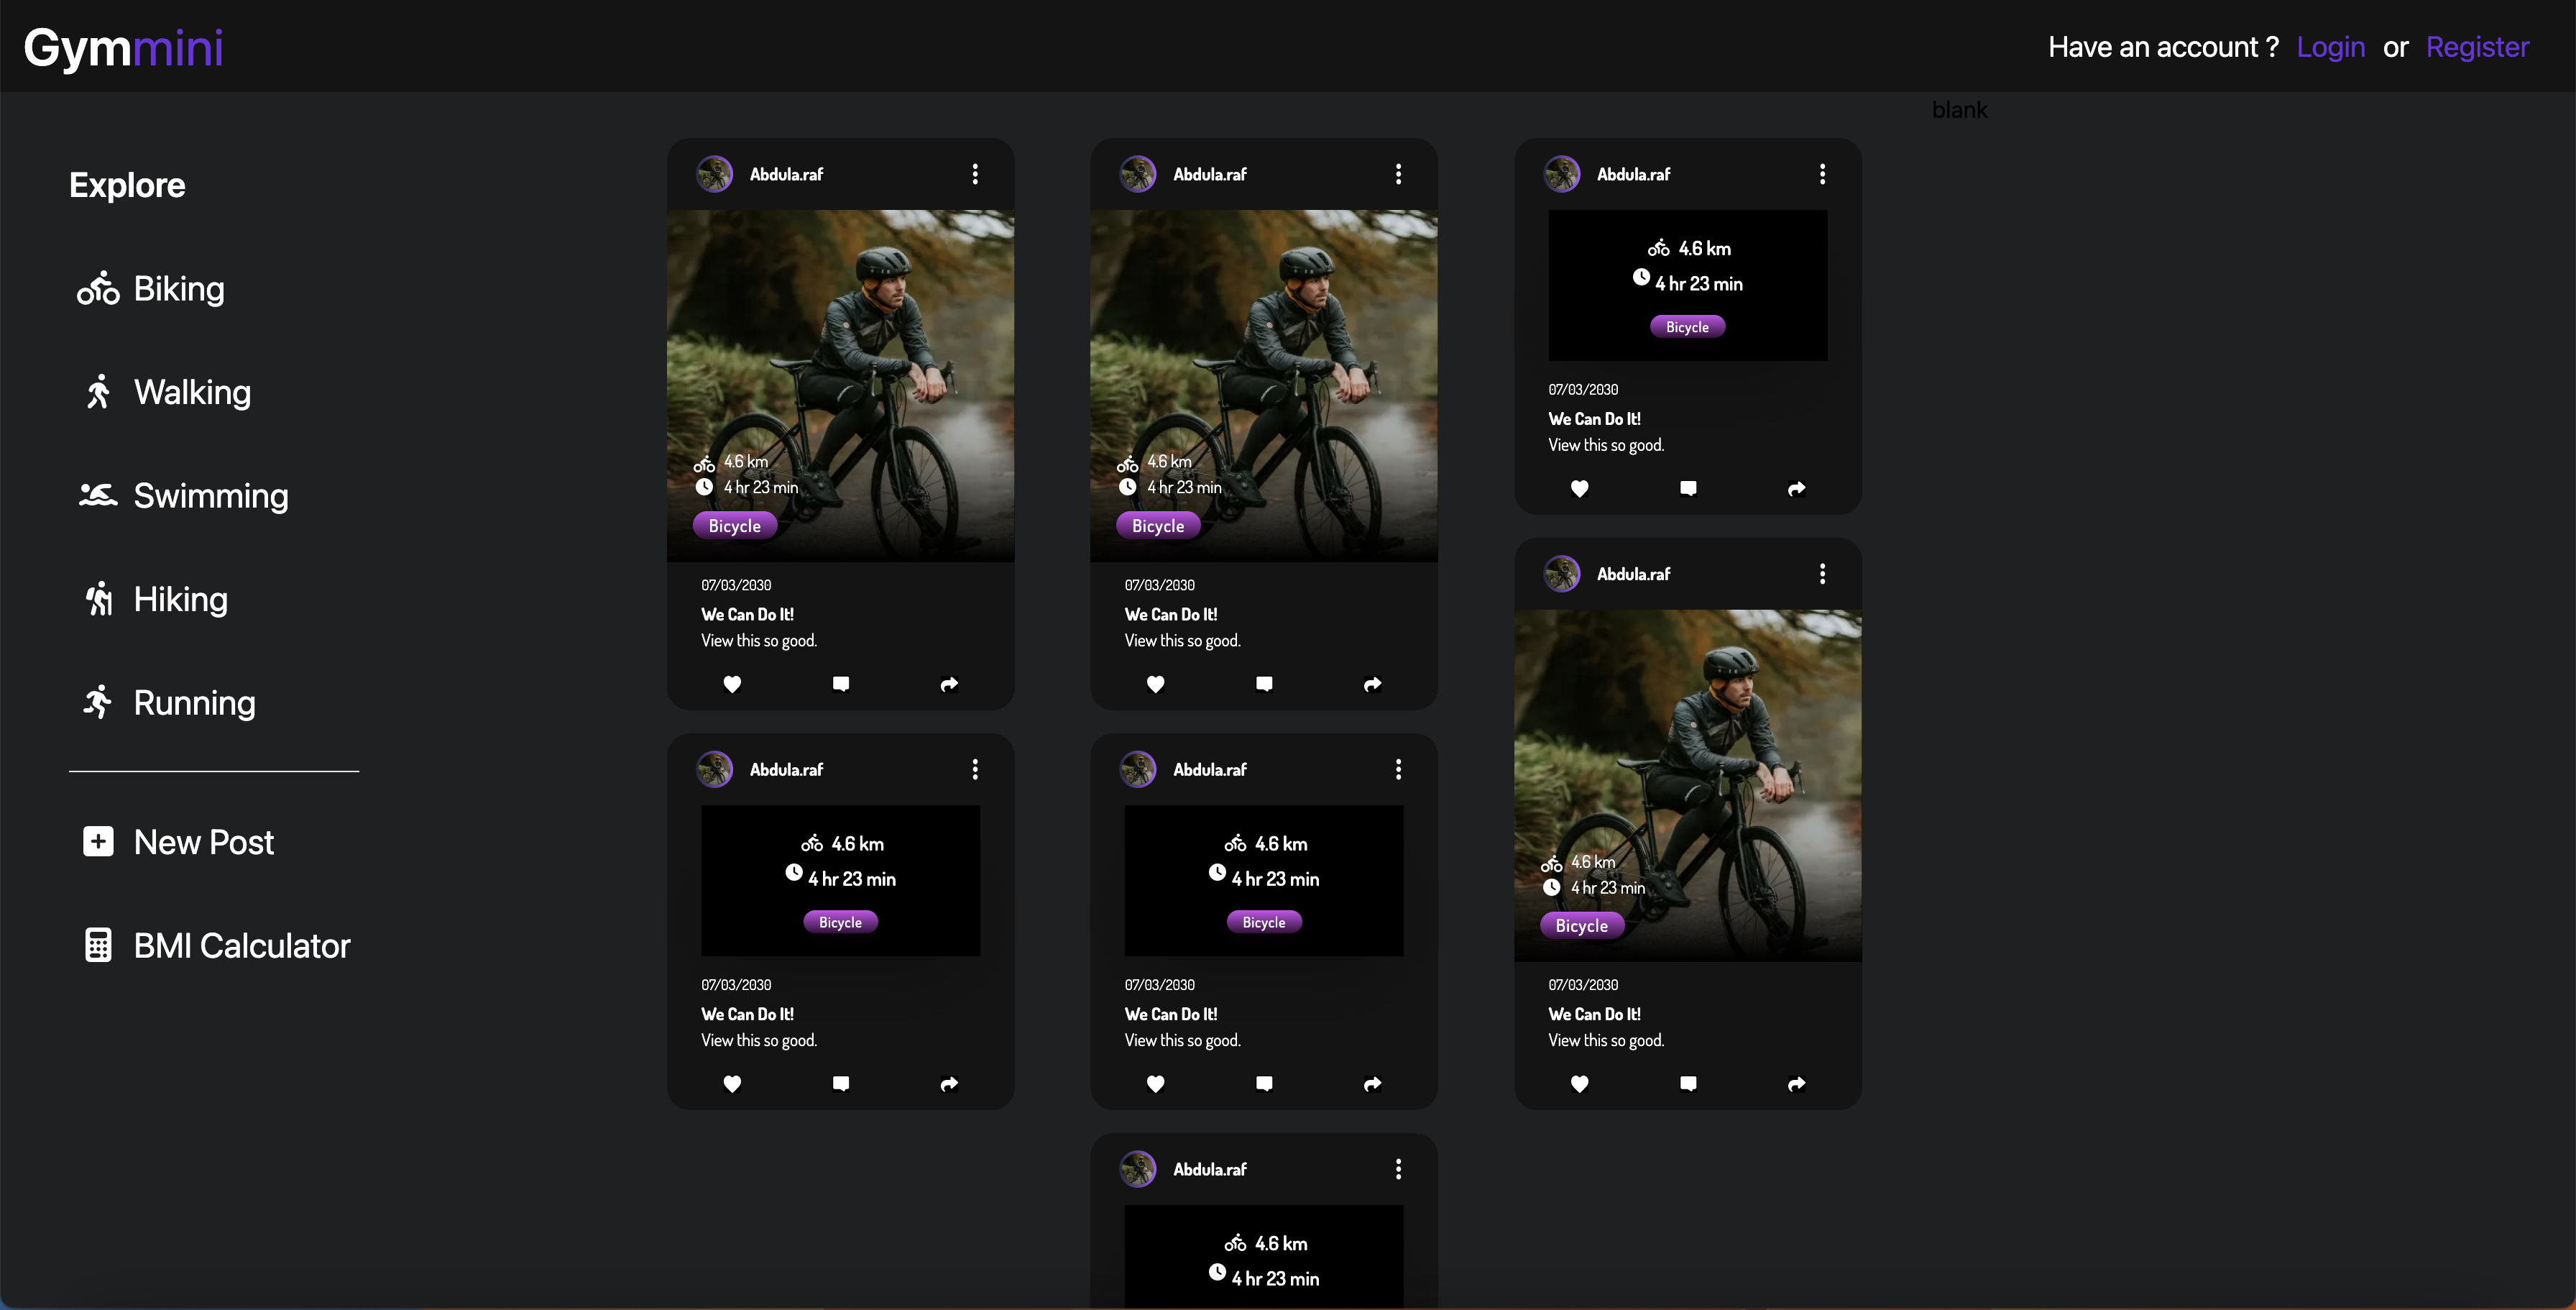 Gymmini
Have an account ? Login or Register
blank
Explore
Biking
Walking
Swimming
Hiking
Running
New Post
BMI Calculator
Abdula.raf
4.6 km
4 hr 23 min
Bicycle
07/03/2030
We Can Do It!
View this so good.
Abdula.raf
4.6 km
4 hr 23 min
Bicycle
07/03/2030
We Can Do It!
View this so good.
Abdula.raf
4.6 km
4 hr 23 min
Bicycle
07/03/2030
We Can Do It!
View this so good.
Abdula.raf
4.6 km
4 hr 23 min
Bicycle
07/03/2030
We Can Do It!
View this so good.
Abdula.raf
4.6 km
4 hr 23 min
Abdula.raf
4.6 km
4 hr 23 min
Bicycle
07/03/2030
We Can Do It!
View this so good.
Abdula.raf
4.6 km
4 hr 23 min
Bicycle
07/03/2030
We Can Do It!
View this so good.